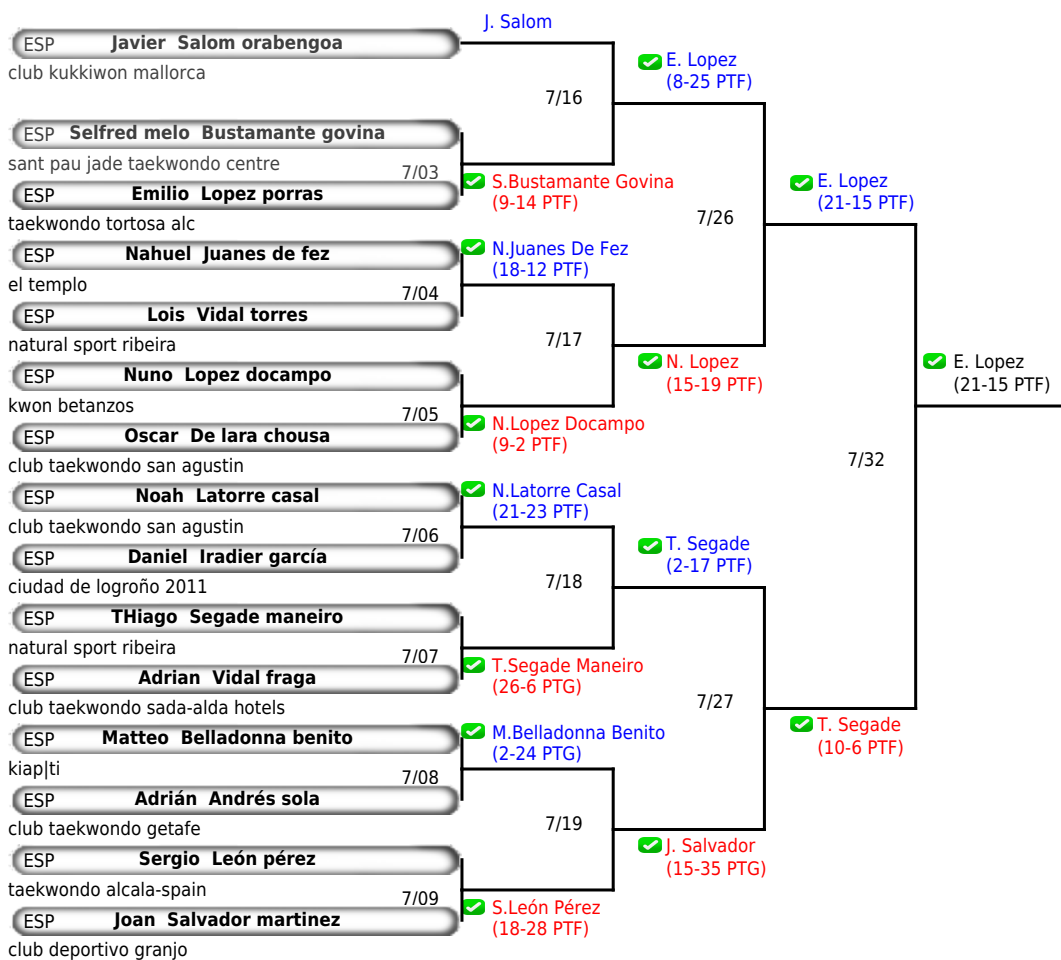 J. Salom
ESP Javier Salom orabengoa
club kukkiwon mallorca
7/16
E. Lopez
(8-25 PTF)
ESP Selfred melo Bustamante govina
sant pau jade taekwondo centre
7/03
S.Bustamante Govina
(9-14 PTF)
ESP Emilio Lopez porras
taekwondo tortosa alc
E. Lopez
(21-15 PTF)
7/26
ESP Nahuel Juanes de fez
el templo
N.Juanes De Fez
(18-12 PTF)
7/04
ESP Lois Vidal torres
natural sport ribeira
7/17
N. Lopez
(15-19 PTF)
E. Lopez
(21-15 PTF)
ESP Nuno Lopez docampo
kwon betanzos
7/05
N.Lopez Docampo
(9-2 PTF)
ESP Oscar De lara chousa
club taekwondo san agustin
7/32
ESP Noah Latorre casal
club taekwondo san agustin
N.Latorre Casal
(21-23 PTF)
7/06
ESP Daniel Iradier garcía
ciudad de logroño 2011
T. Segade
(2-17 PTF)
7/18
ESP THiago Segade maneiro
natural sport ribeira
7/07
T.Segade Maneiro
(26-6 PTG)
ESP Adrian Vidal fraga
club taekwondo sada-alda hotels
7/27
T. Segade
(10-6 PTF)
ESP Matteo Belladonna benito
kiap|ti
M.Belladonna Benito
(2-24 PTG)
7/08
ESP Adrián Andrés sola
club taekwondo getafe
7/19
J. Salvador
(15-35 PTG)
ESP Sergio León pérez
taekwondo alcala-spain
7/09
S.León Pérez
(18-28 PTF)
ESP Joan Salvador martinez
club deportivo granjo